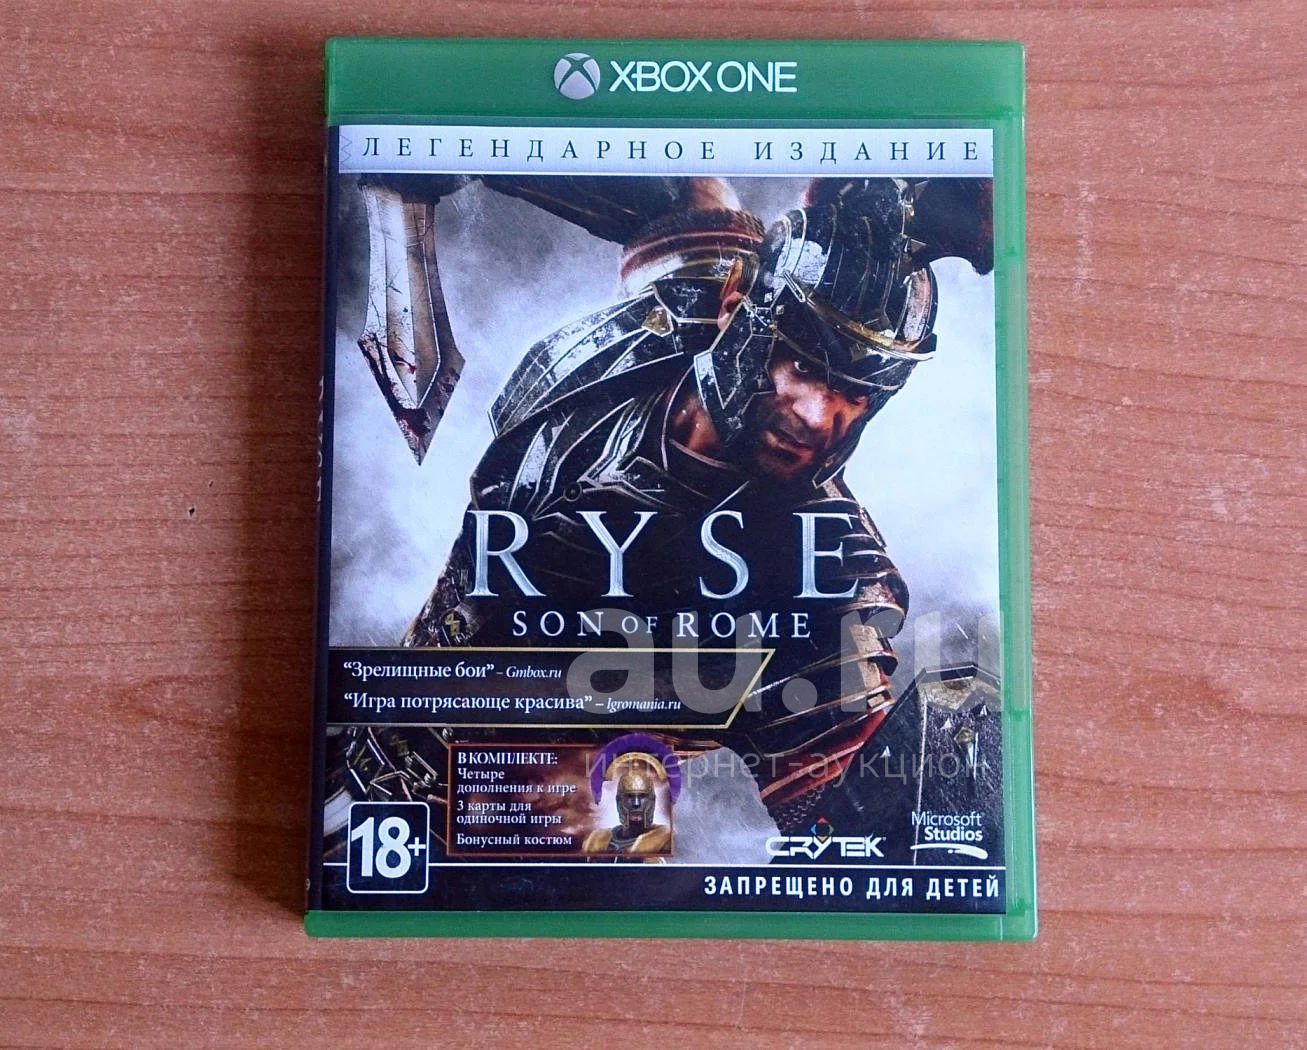 XBOX ONE
ЛЕГЕНДАРНОЕ ИЗДАНИЕ
RYSE
SON OF ROME
“Зрелищные бои” – Gmbox.ru
“Игра потрясающе красива” – Igromania.ru
au.ru
интернет-аукцион
В КОМПЛЕКТЕ:
Четыре
дополнения к игре
3 карты для
одиночной игры
Бонусный костюм
18+
CRYTEK
Microsoft
Studios
ЗАПРЕЩЕНО ДЛЯ ДЕТЕЙ